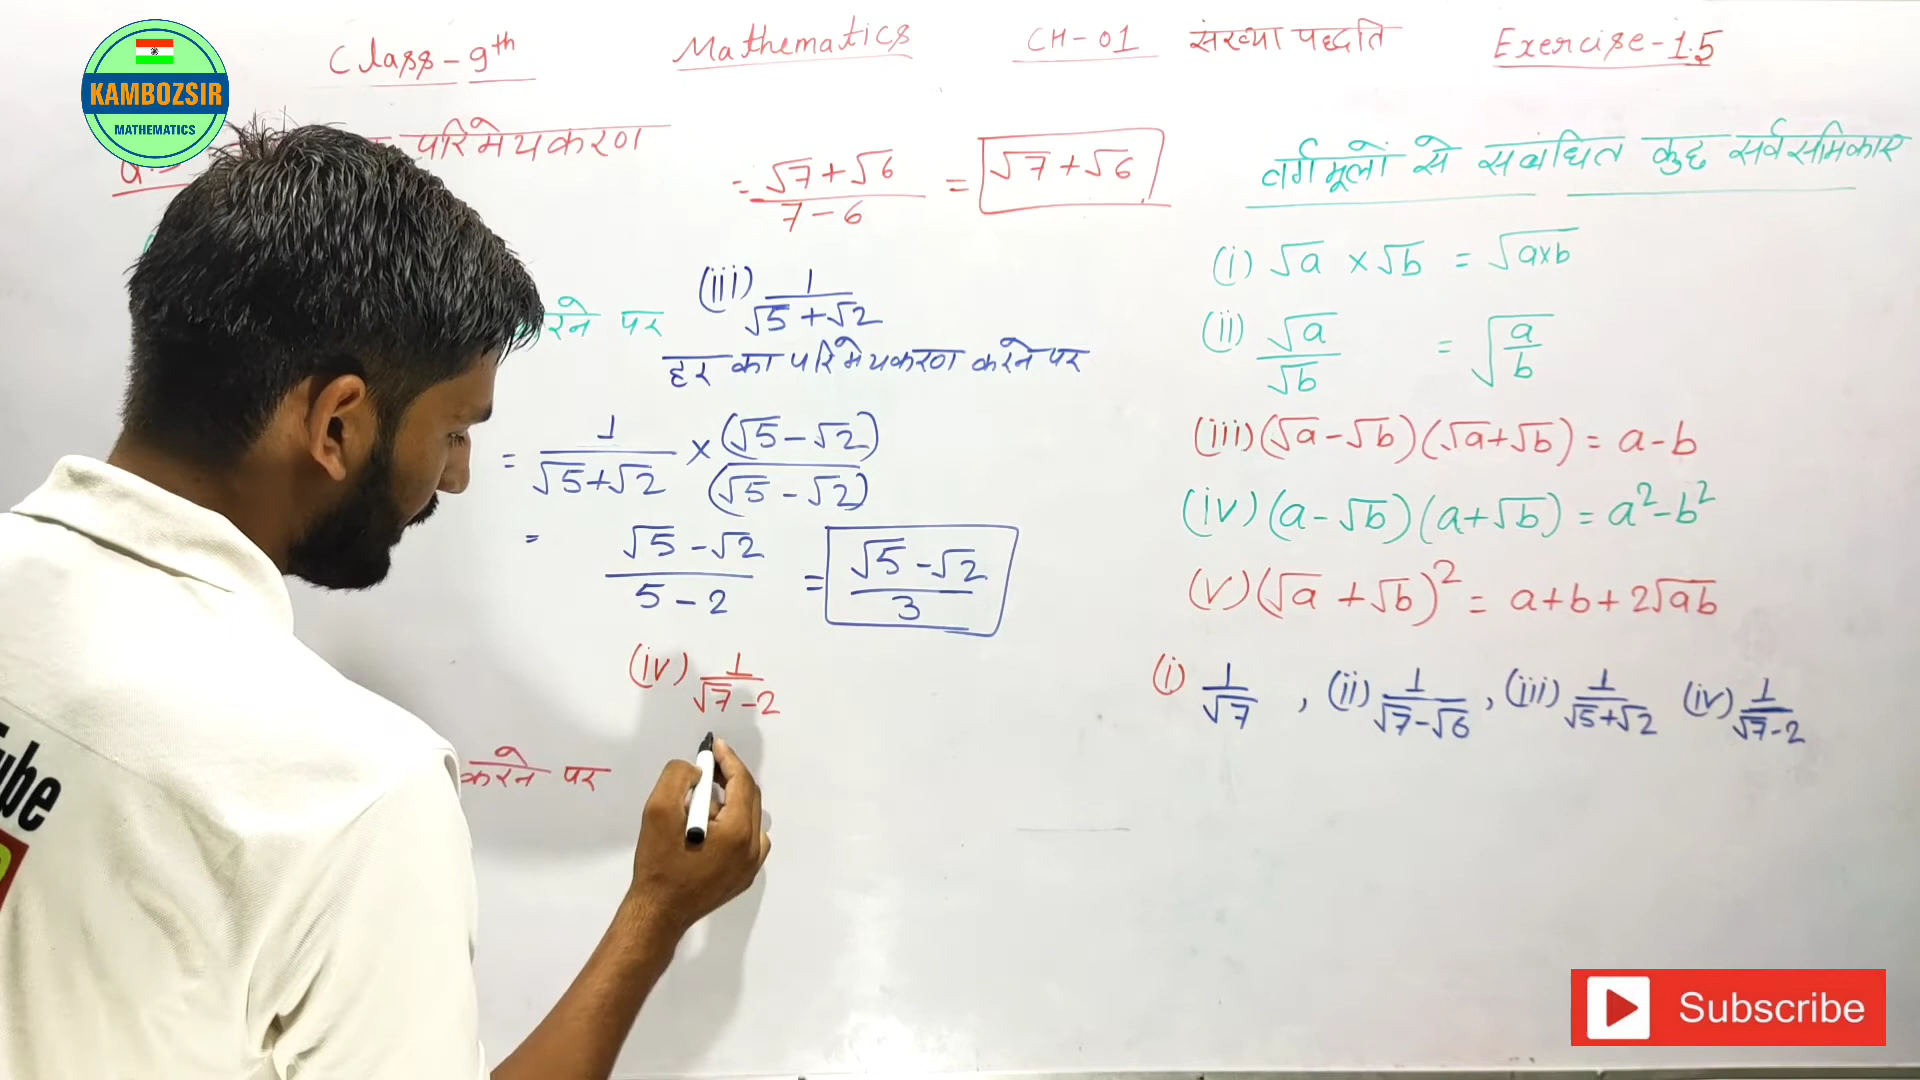 Class-9th Mathematics CH-01 संख्या पद्धति Exercise-1.5
KAMBOZSIR
MATHEMATICS
परिमेयकरण
= √7+√6 / 7-6 = √7+√6
(iii) 1 / √5+√2
करने पर
हर का परिमेयकरण करने पर
= 1 / √5+√2 × (√5-√2) / (√5-√2)
= √5-√2 / 5-2 = √5-√2 / 3
(iv) 1 / √7-2
करने पर
वर्गमूलों से सबंधित कुछ सर्वसमिकाए
(i) √a × √b = √a×b
(ii) √a / √b = √a/b
(iii) (√a-√b)(√a+√b) = a-b
(iv) (a-√b)(a+√b) = a²-b²
(v) (√a+√b)² = a+b+2√ab
(i) 1 / √7 , (ii) 1 / √7-√6 , (iii) 1 / √5+√2 (iv) 1 / √7-2
Subscribe